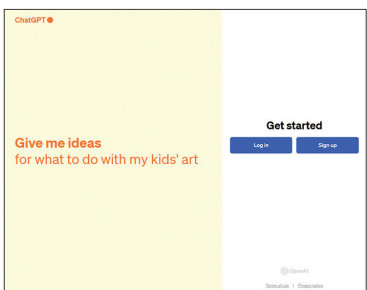 ChatGPT
Give me ideas
for what to do with my kids' art
Get started
Log in Sign up
OpenAI
Terms of use | Privacy policy